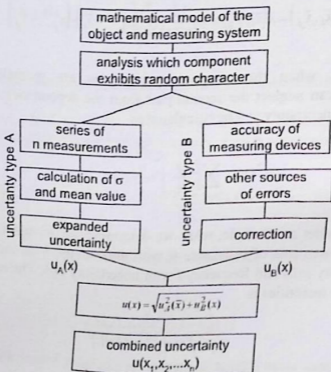 mathematical model of the
object and measuring system
analysis which component
exhibits random character
uncertainty type A
series of
n measurements
calculation of σ
and mean value
expanded
uncertainty
u_A(x)
uncertainty type B
accuracy of
measuring devices
other sources
of errors
correction
u_B(x)
u(x) = √u_A²(x̄) + u_B²(x)
combined uncertainty
u(x₁,x₂,...xₙ)